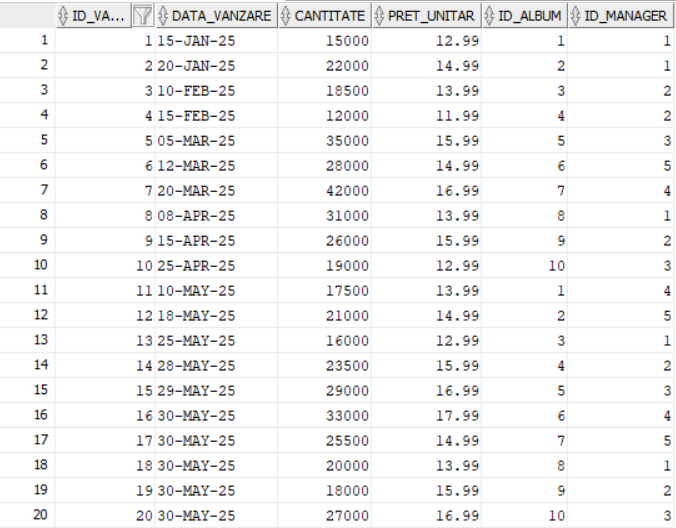 ID_VA... DATA_VANZARE CANTITATE PRET_UNITAR ID_ALBUM ID_MANAGER
1 1 15-JAN-25 15000 12.99 1 1
2 2 20-JAN-25 22000 14.99 2 1
3 3 10-FEB-25 18500 13.99 3 2
4 4 15-FEB-25 12000 11.99 4 2
5 5 05-MAR-25 35000 15.99 5 3
6 6 12-MAR-25 28000 14.99 6 5
7 7 20-MAR-25 42000 16.99 7 4
8 8 08-APR-25 31000 13.99 8 1
9 9 15-APR-25 26000 15.99 9 2
10 10 25-APR-25 19000 12.99 10 3
11 11 10-MAY-25 17500 13.99 1 4
12 12 18-MAY-25 21000 14.99 2 5
13 13 25-MAY-25 16000 12.99 3 1
14 14 28-MAY-25 23500 15.99 4 2
15 15 29-MAY-25 29000 16.99 5 3
16 16 30-MAY-25 33000 17.99 6 4
17 17 30-MAY-25 25500 14.99 7 5
18 18 30-MAY-25 20000 13.99 8 1
19 19 30-MAY-25 18000 15.99 9 2
20 20 30-MAY-25 27000 16.99 10 3